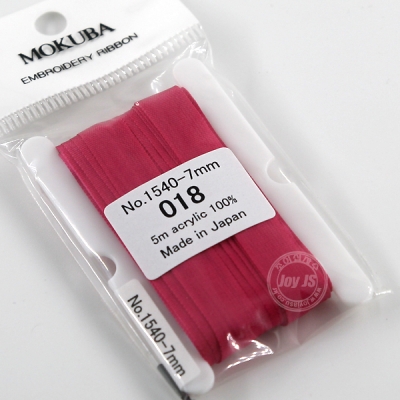 MOKUBA
EMBROIDERY RIBBON
No.1540-7mm
018
5m acrylic 100%
Made in Japan
No.1540-7mm
Joy JS